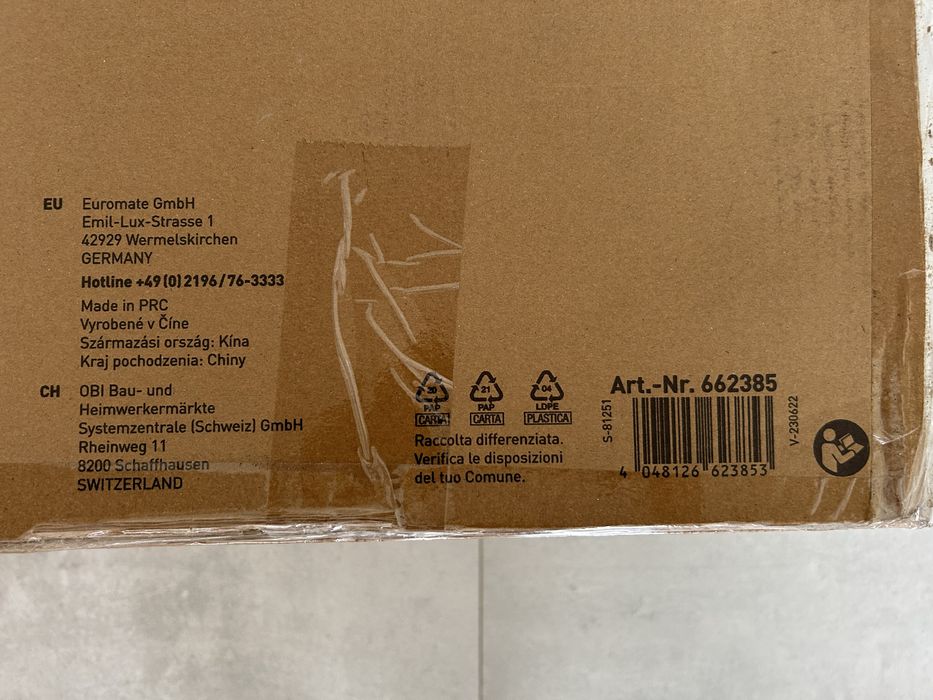 EU Euromate GmbH
Emil-Lux-Strasse 1
42929 Wermelskirchen
GERMANY
Hotline +49(0)2196/76-3333
Made in PRC
Vyrobené v Číne
Származási ország: Kína
Kraj pochodzenia: Chiny
CH OBI Bau- und
Heimwerkermärkte
Systemzentrale (Schweiz) GmbH
Rheinweg 11
8200 Schaffhausen
SWITZERLAND
20
PAP
CARTA
21
PAP
CARTA
04
LDPE
PLASTICA
Raccolta differenziata.
Verifica le disposizioni
del tuo Comune.
Art.-Nr. 662385
S-81251
V-230622
4 048126 623853